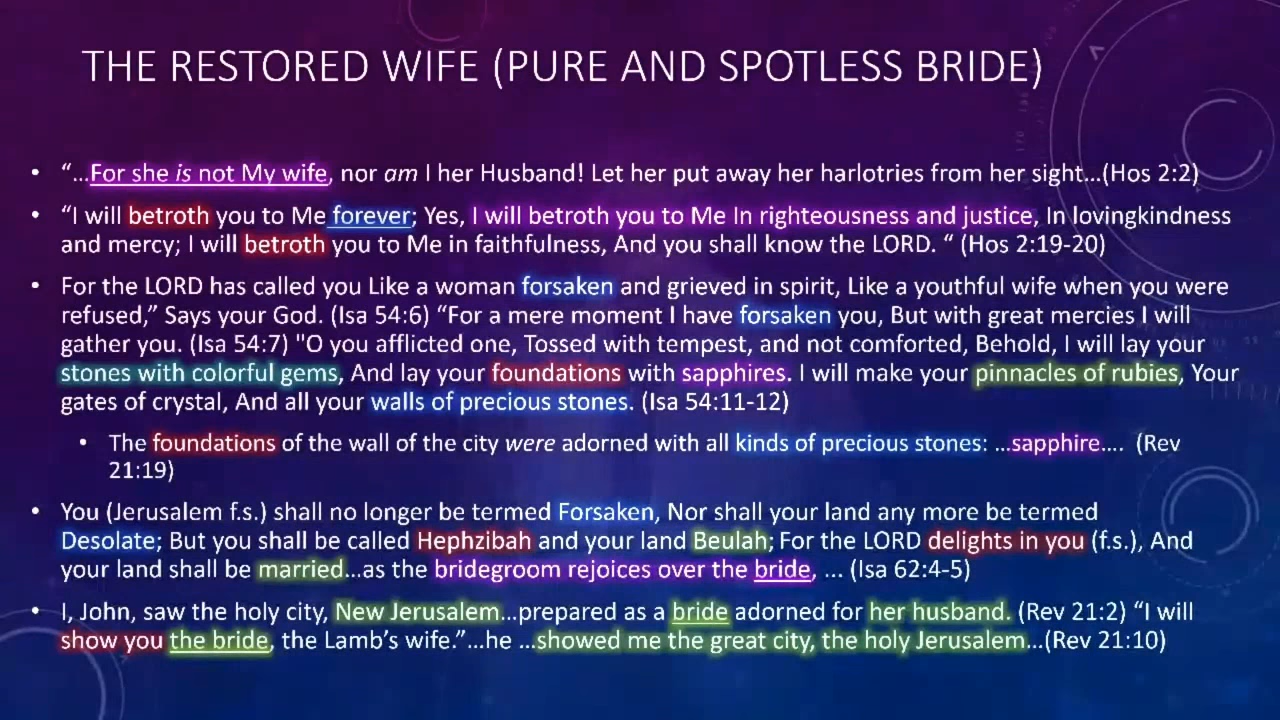 THE RESTORED WIFE (PURE AND SPOTLESS BRIDE)
• “…For she is not My wife, nor am I her Husband! Let her put away her harlotries from her sight…(Hos 2:2)
• “I will betroth you to Me forever; Yes, I will betroth you to Me In righteousness and justice, In lovingkindness
and mercy; I will betroth you to Me in faithfulness, And you shall know the LORD. “ (Hos 2:19-20)
• For the LORD has called you Like a woman forsaken and grieved in spirit, Like a youthful wife when you were
refused,” Says your God. (Isa 54:6) “For a mere moment I have forsaken you, But with great mercies I will
gather you. (Isa 54:7) "O you afflicted one, Tossed with tempest, and not comforted, Behold, I will lay your
stones with colorful gems, And lay your foundations with sapphires. I will make your pinnacles of rubies, Your
gates of crystal, And all your walls of precious stones. (Isa 54:11-12)
• The foundations of the wall of the city were adorned with all kinds of precious stones: …sapphire…. (Rev
21:19)
• You (Jerusalem f.s.) shall no longer be termed Forsaken, Nor shall your land any more be termed
Desolate; But you shall be called Hephzibah and your land Beulah; For the LORD delights in you (f.s.), And
your land shall be married…as the bridegroom rejoices over the bride, … (Isa 62:4-5)
• I, John, saw the holy city, New Jerusalem…prepared as a bride adorned for her husband. (Rev 21:2) “I will
show you the bride, the Lamb’s wife.”…he …showed me the great city, the holy Jerusalem…(Rev 21:10)